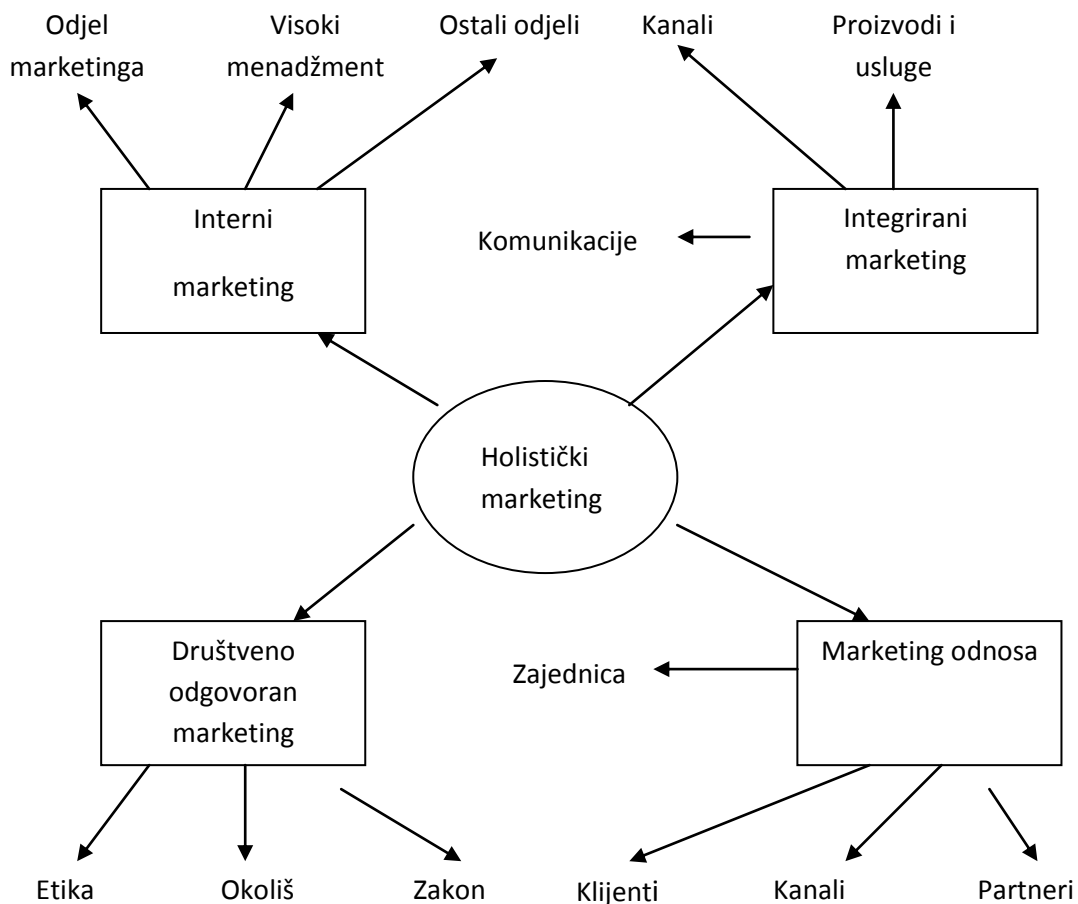 Odjel
marketinga
Visoki
menadžment
Ostali odjeli
Kanali
Proizvodi i
usluge
Interni
marketing
Komunikacije
Integrirani
marketing
Holistički
marketing
Društveno
odgovoran
marketing
Zajednica
Marketing odnosa
Etika
Okoliš
Zakon
Klijenti
Kanali
Partneri